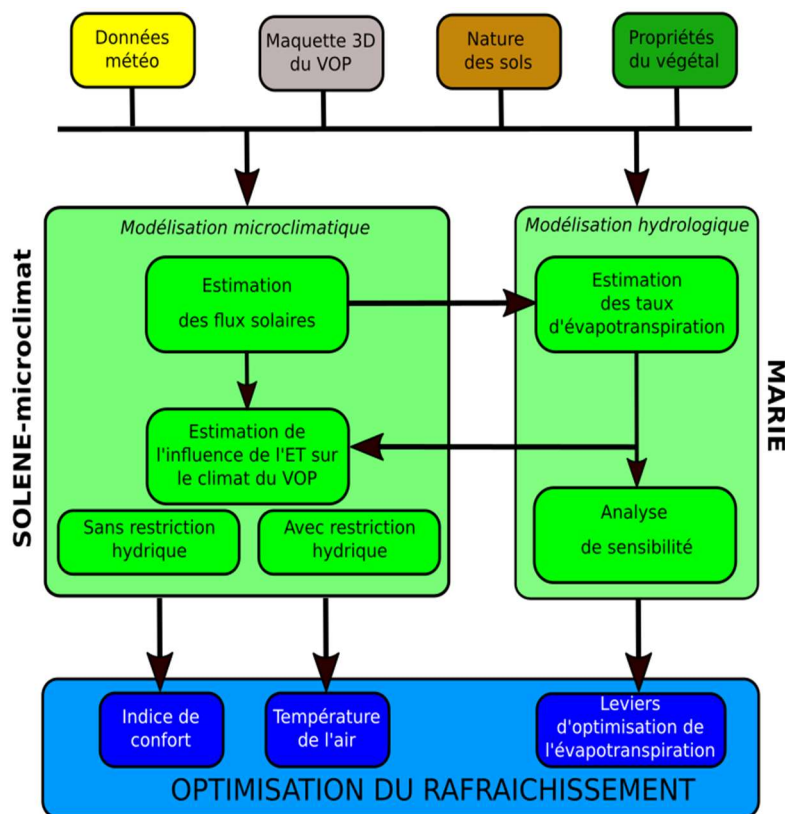 Données
météo
Maquette 3D
du VOP
Nature
des sols
Propriétés
du végétal
SOLENE-microclimat
Modélisation microclimatique
Estimation
des flux solaires
Estimation de
l'influence de l'ET sur
le climat du VOP
Sans restriction
hydrique
Avec restriction
hydrique
Modélisation hydrologique
Estimation
des taux
d'évapotranspiration
Analyse
de sensibilité
MARIE
Indice de
confort
Température
de l'air
Leviers
d'optimisation de
l'évapotranspiration
OPTIMISATION DU RAFRAICHISSEMENT